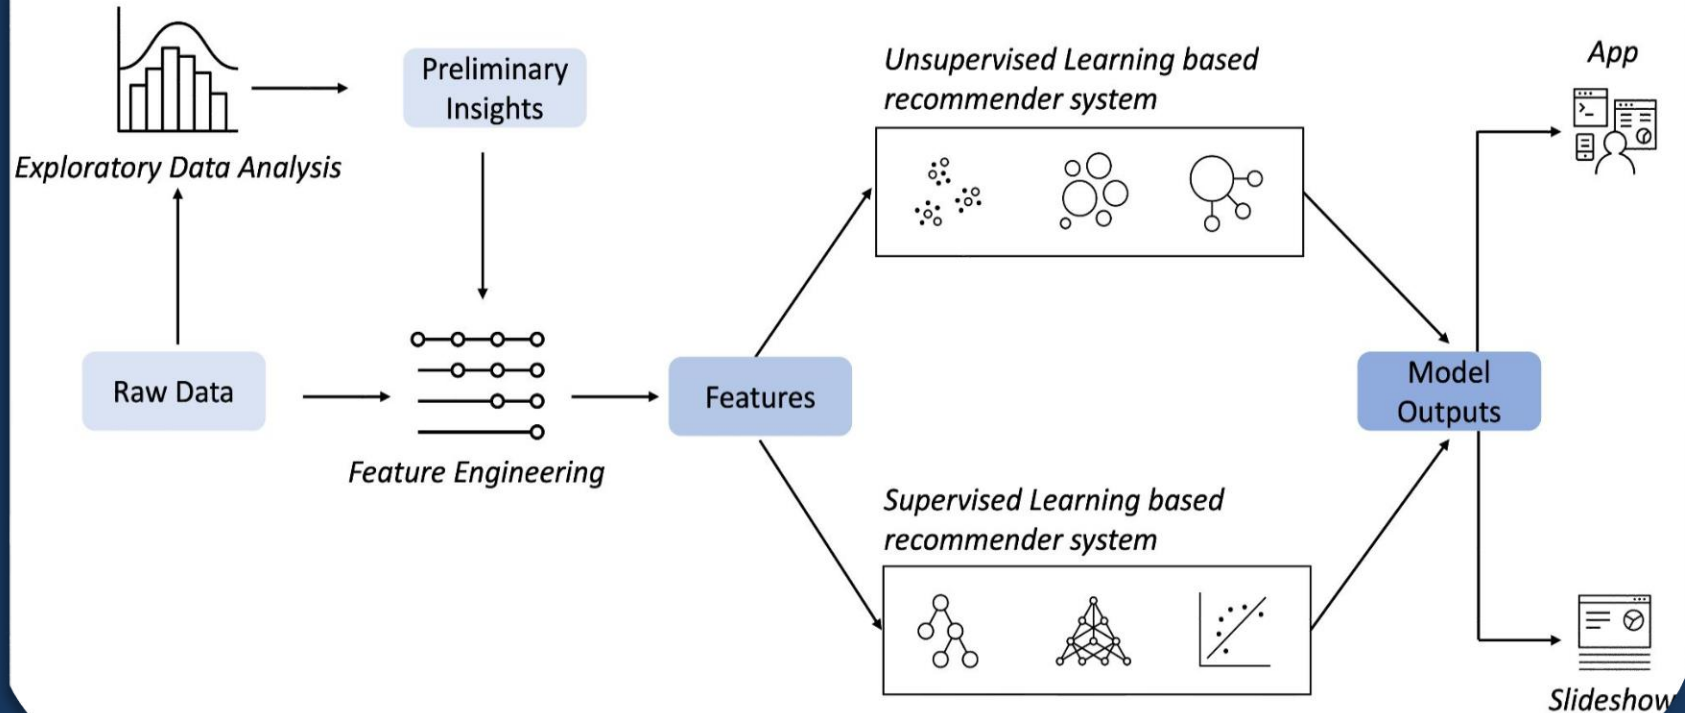 Exploratory Data Analysis
Preliminary
Insights
Raw Data
Feature Engineering
Features
Unsupervised Learning based
recommender system
Supervised Learning based
recommender system
Model
Outputs
App
Slideshow